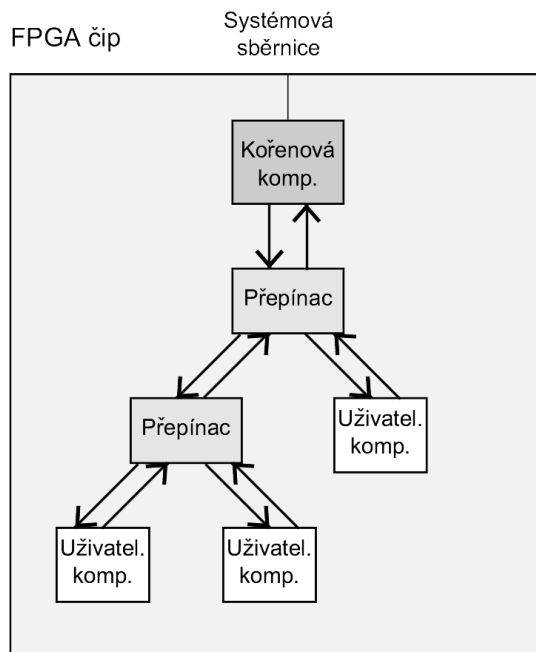 FPGA čip
Systémová
sběrnice
Kořenová
komp.
Přepínac
Přepínac
Uživatel.
komp.
Uživatel.
komp.
Uživatel.
komp.